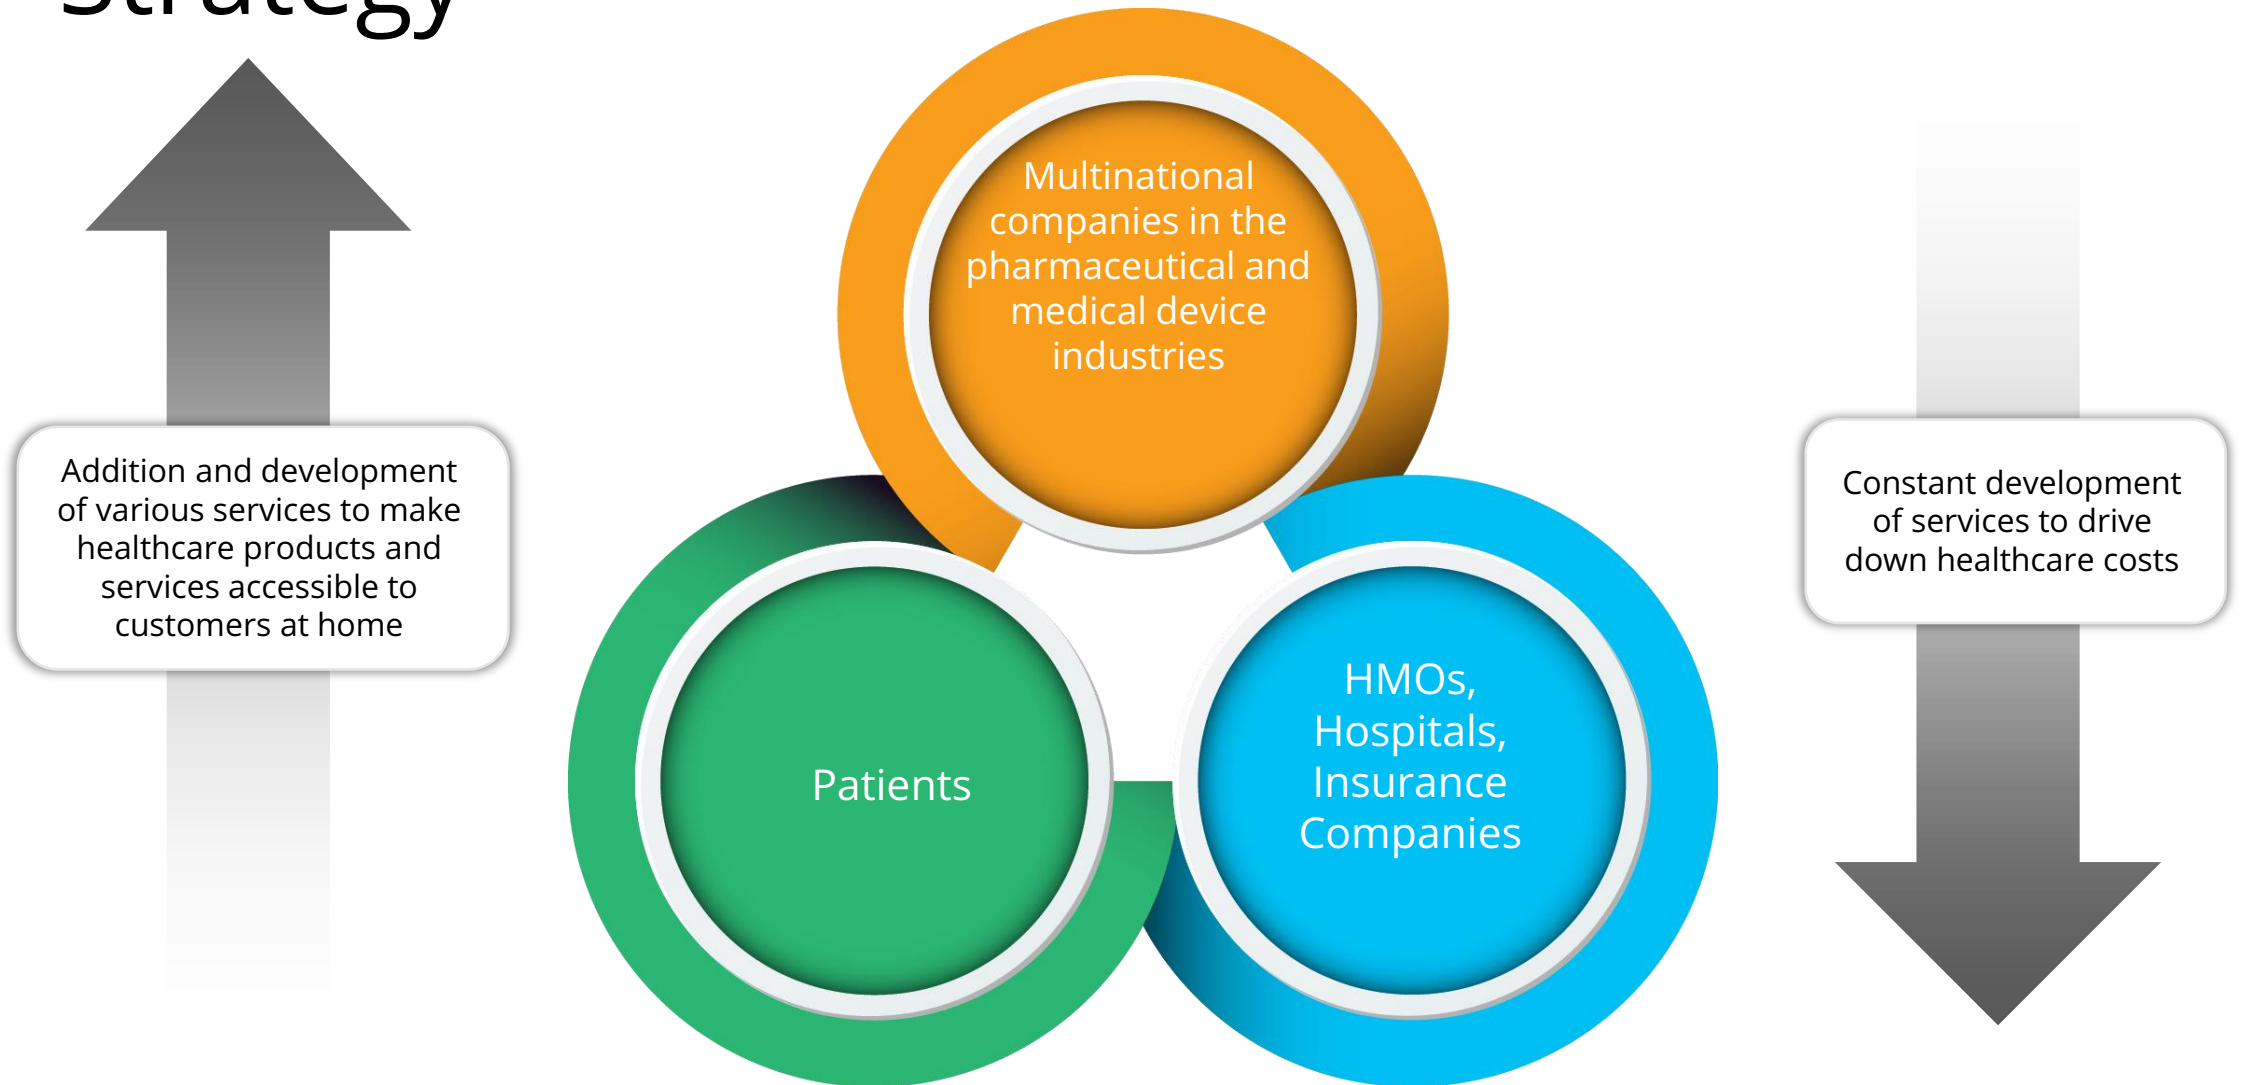 Strategy
Multinational
companies in the
pharmaceutical and
medical device
industries
Addition and development
of various services to make
healthcare products and
services accessible to
customers at home
Constant development
of services to drive
down healthcare costs
Patients
HMOs,
Hospitals,
Insurance
Companies